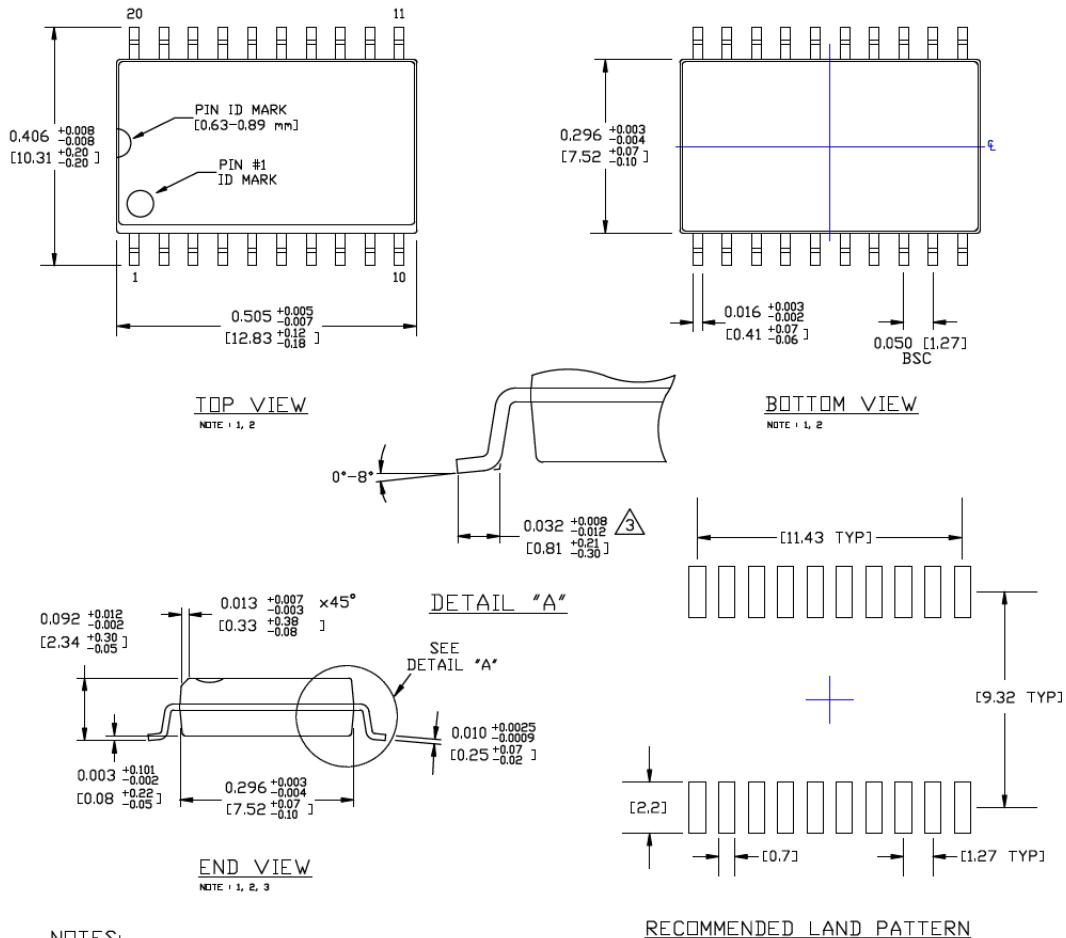 20
11
PIN ID MARK
[0.63-0.89 mm]
0.406 +0.008 -0.008
[10.31 +0.20 -0.20 ]
PIN #1
ID MARK
1
10
0.505 +0.005 -0.007
[12.83 +0.12 -0.18 ]
TOP VIEW
NOTE : 1, 2
0.296 +0.003 -0.004
[7.52 +0.07 -0.10 ]
℄
0.016 +0.003 -0.002
[0.41 +0.07 -0.06 ]
0.050 [1.27]
BSC
BOTTOM VIEW
NOTE : 1, 2
0°-8°
0.032 +0.008 -0.012
[0.81 +0.21 -0.30 ]
3
DETAIL "A"
0.013 +0.007 -0.003 ×45°
[0.33 +0.38 -0.08 ]
0.092 +0.012 -0.002
[2.34 +0.30 -0.05 ]
SEE
DETAIL "A"
0.010 +0.0025 -0.0009
[0.25 +0.07 -0.02 ]
0.003 +0.101 -0.002
[0.08 +0.22 -0.05 ]
0.296 +0.003 -0.004
[7.52 +0.07 -0.10 ]
END VIEW
NOTE : 1, 2, 3
[11.43 TYP]
[9.32 TYP]
[2.2]
[0.7]
[1.27 TYP]
RECOMMENDED LAND PATTERN
NOTES: